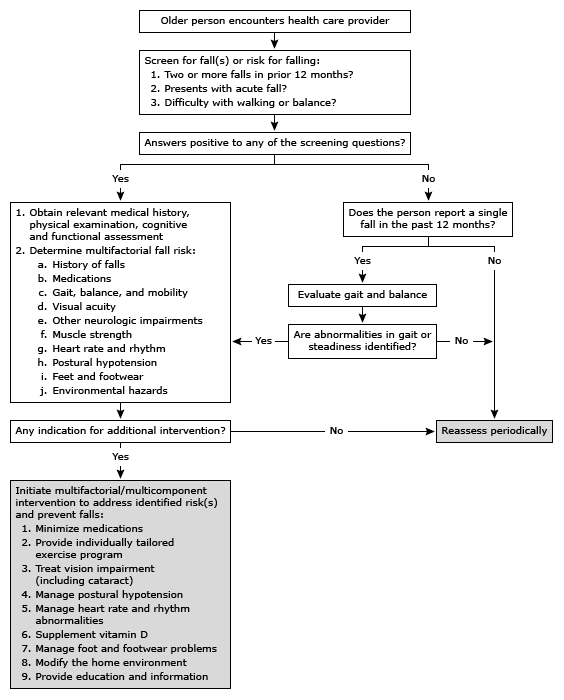 Older person encounters health care provider
Screen for fall(s) or risk for falling:
1. Two or more falls in prior 12 months?
2. Presents with acute fall?
3. Difficulty with walking or balance?
Answers positive to any of the screening questions?
Yes
No
1. Obtain relevant medical history,
physical examination, cognitive
and functional assessment
2. Determine multifactorial fall risk:
a. History of falls
b. Medications
c. Gait, balance, and mobility
d. Visual acuity
e. Other neurologic impairments
f. Muscle strength
g. Heart rate and rhythm
h. Postural hypotension
i. Feet and footwear
j. Environmental hazards
Does the person report a single
fall in the past 12 months?
Yes
No
Evaluate gait and balance
Are abnormalities in gait or
steadiness identified?
Yes
No
Any indication for additional intervention?
No
Reassess periodically
Yes
Initiate multifactorial/multicomponent
intervention to address identified risk(s)
and prevent falls:
1. Minimize medications
2. Provide individually tailored
exercise program
3. Treat vision impairment
(including cataract)
4. Manage postural hypotension
5. Manage heart rate and rhythm
abnormalities
6. Supplement vitamin D
7. Manage foot and footwear problems
8. Modify the home environment
9. Provide education and information